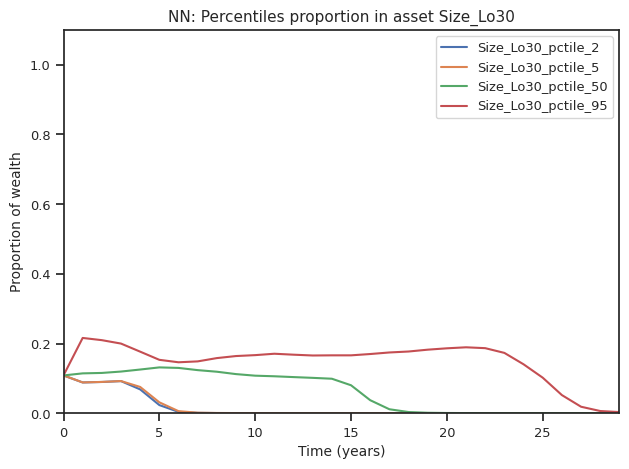 NN: Percentiles proportion in asset Size_Lo30
Size_Lo30_pctile_2
Size_Lo30_pctile_5
Size_Lo30_pctile_50
Size_Lo30_pctile_95
Proportion of wealth
1.0
0.8
0.6
0.4
0.2
0.0
0 5 10 15 20 25
Time (years)